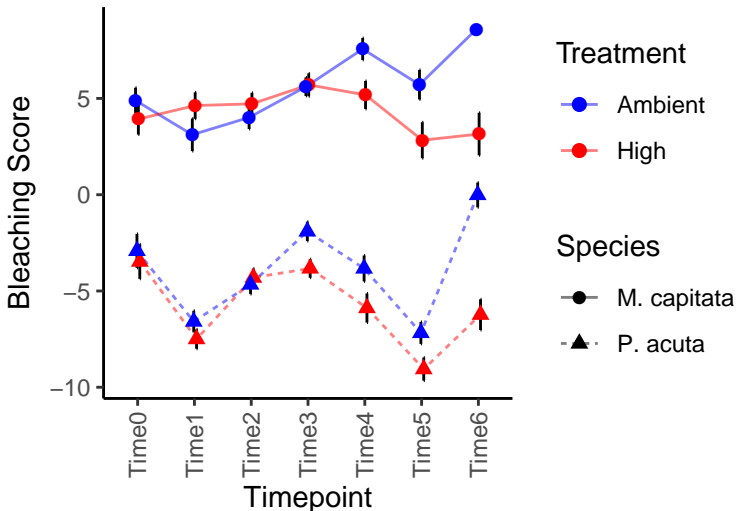 Bleaching Score
5
0
−5
−10
Time0
Time1
Time2
Time3
Time4
Time5
Time6
Timepoint
Treatment
Ambient
High
Species
M. capitata
P. acuta